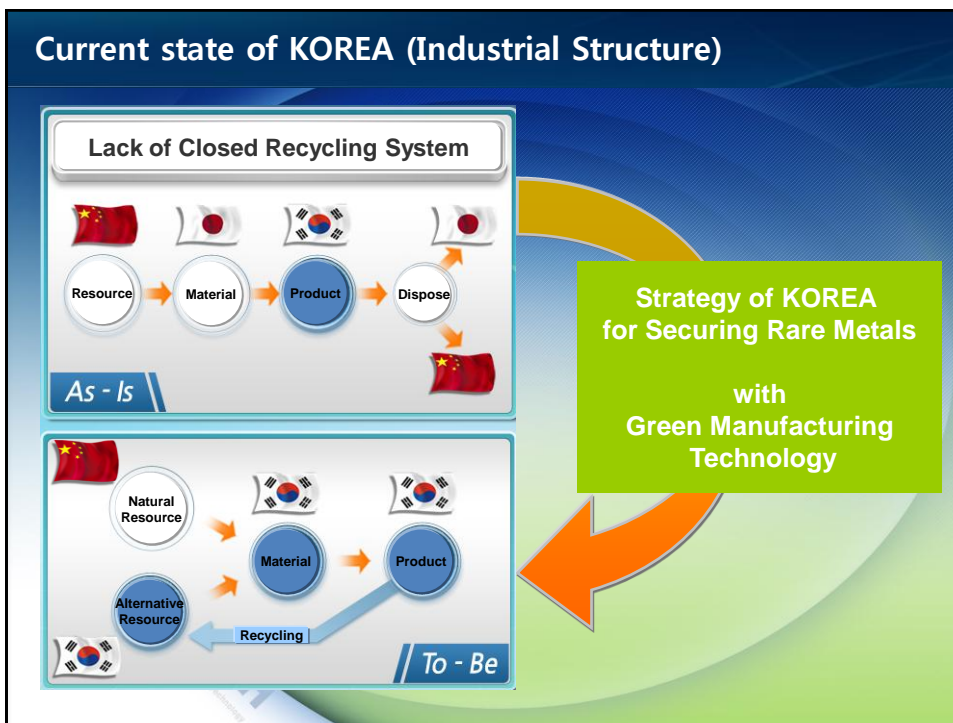 Current state of KOREA (Industrial Structure)
Lack of Closed Recycling System
Resource
Material
Product
Dispose
As - Is
Strategy of KOREA
for Securing Rare Metals
with
Green Manufacturing
Technology
Natural
Resource
Material
Product
Alternative
Resource
Recycling
To - Be